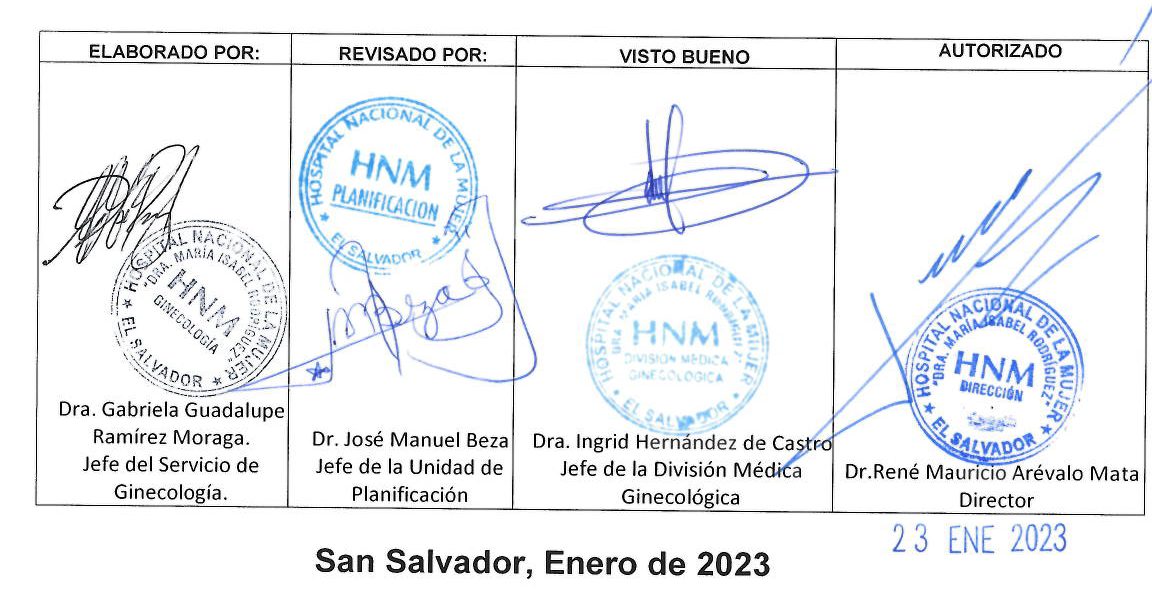 ELABORADO POR:
REVISADO POR:
VISTO BUENO
AUTORIZADO
HOSPITAL NACIONAL DE LA MUJER
"DRA. MARÍA ISABEL RODRÍGUEZ"
HNM
GINECOLOGÍA
EL SALVADOR
Dra. Gabriela Guadalupe
Ramírez Moraga.
Jefe del Servicio de
Ginecología.
HOSPITAL NACIONAL DE LA MUJER
HNM
PLANIFICACION
EL SALVADOR
Dr. José Manuel Beza
Jefe de la Unidad de
Planificación
HOSPITAL NACIONAL DE LA MUJER
"DRA. MARIA ISABEL RODRIGUEZ"
HNM
DIVISIÓN MEDICA
GINECOLOGICA
EL SALVADOR
Dra. Ingrid Hernández de Castro
Jefe de la División Médica
Ginecológica
HOSPITAL NACIONAL DE LA MUJER
"DRA. MARÍA ISABEL RODRÍGUEZ"
HNM
DIRECCIÓN
EL SALVADOR
Dr.René Mauricio Arévalo Mata
Director
23 ENE 2023
San Salvador, Enero de 2023